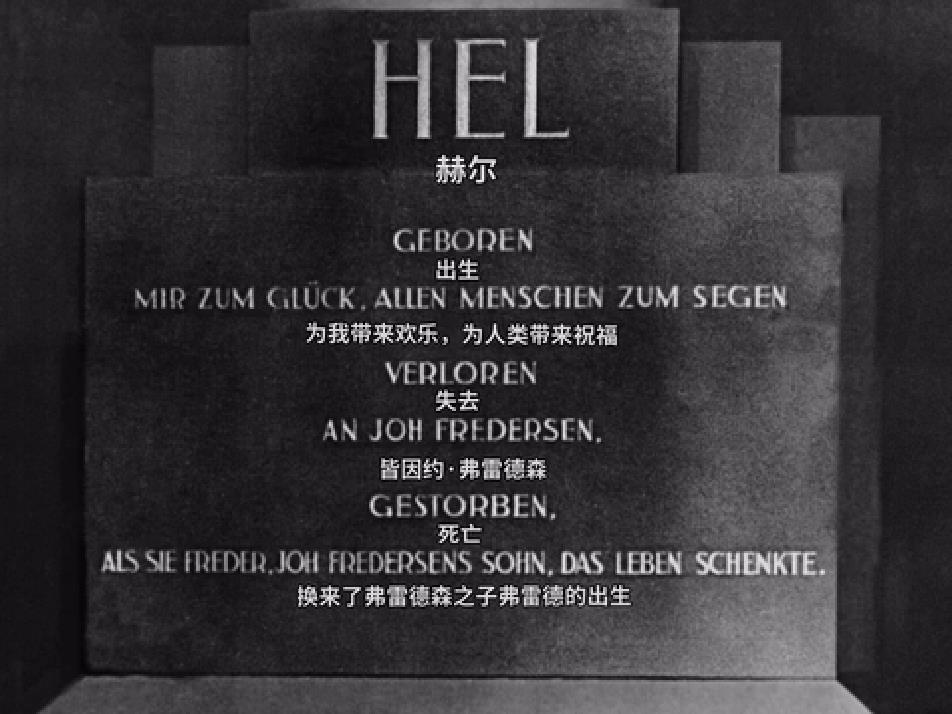 HEL
赫尔
GEBOREN
出生
MIR ZUM GLÜCK, ALLEN MENSCHEN ZUM SEGEN
为我带来欢乐，为人类带来祝福
VERLOREN
失去
AN JOH FREDERSEN,
皆因约·弗雷德森
GESTORBEN,
死亡
ALS SIE FREDER, JOH FREDERSENS SOHN, DAS LEBEN SCHENKTE.
换来了弗雷德森之子弗雷德的出生